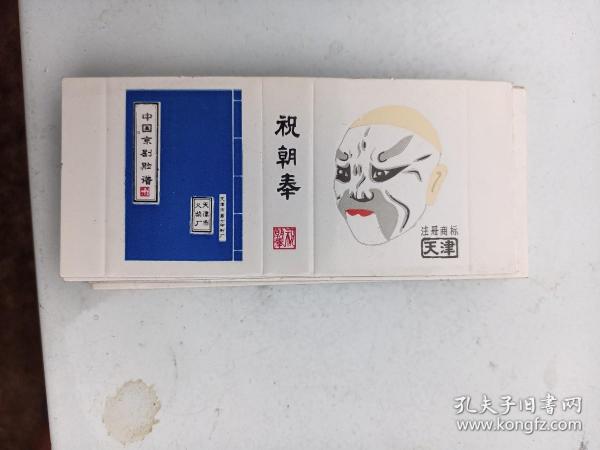 中国京剧脸谱
天津市
火柴厂
祝朝奉
注册商标
天津
孔夫子旧书网
www.kongfz.com